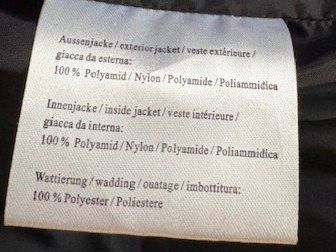 Aussenjacke / exterior jacket / veste extérieure /
giacca da esterna:
100 % Polyamid / Nylon / Polyamide / Poliammidica
Innenjacke / inside jacket / veste intérieure /
giacca da interna:
100 % Polyamid / Nylon / Polyamide / Poliammidica
Wattierung / wadding / ouatage / imbottitura:
100 % Polyester / Poliestere